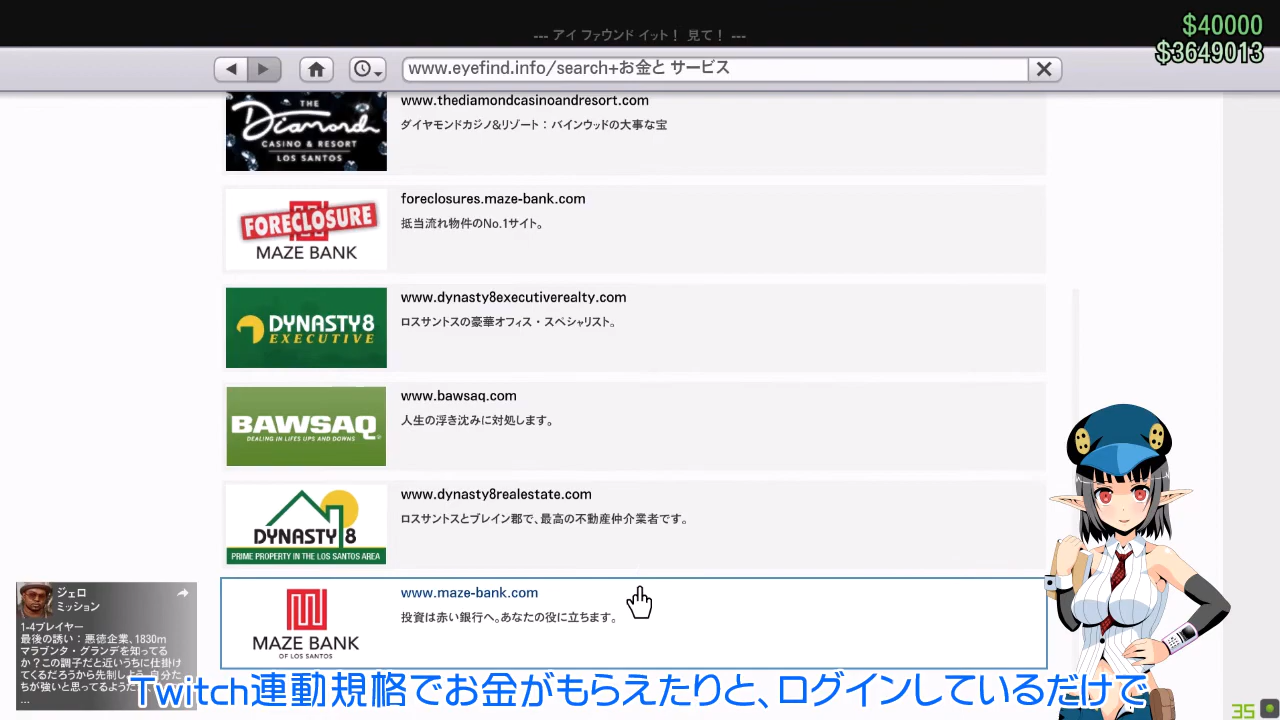 --- アイ ファウンド イット！ 見て！ ---
$40000
$3649013
www.eyefind.info/search+お金と サービス
THE
Diamond
CASINO & RESORT
LOS SANTOS
www.thediamondcasinoandresort.com
ダイヤモンドカジノ&リゾート：バインウッドの大事な宝
FORECLOSURE
MAZE BANK
foreclosures.maze-bank.com
抵当流れ物件のNo.1サイト。
DYNASTY8
EXECUTIVE
www.dynasty8executiverealty.com
ロスサントスの豪華オフィス・スペシャリスト。
BAWSAQ
DEALING IN LIFES UPS AND DOWNS
www.bawsaq.com
人生の浮き沈みに対処します。
DYNASTY 8
PRIME PROPERTY IN THE LOS SANTOS AREA
www.dynasty8realestate.com
ロスサントスとブレイン郡で、最高の不動産仲介業者です。
MAZE BANK
OF LOS SANTOS
www.maze-bank.com
投資は赤い銀行へ。あなたの役に立ちます。
ジェロ
ミッション
1-4プレイヤー
最後の誘い：悪徳企業、1830m
マラブンタ・グランデを知ってる
か？この調子だと近いうちに仕掛け
てくるだろうから先制しよう。自分た
ちが強いと思ってるようだ
...
Twitch連動規格でお金がもらえたりと、ログインしているだけで
35